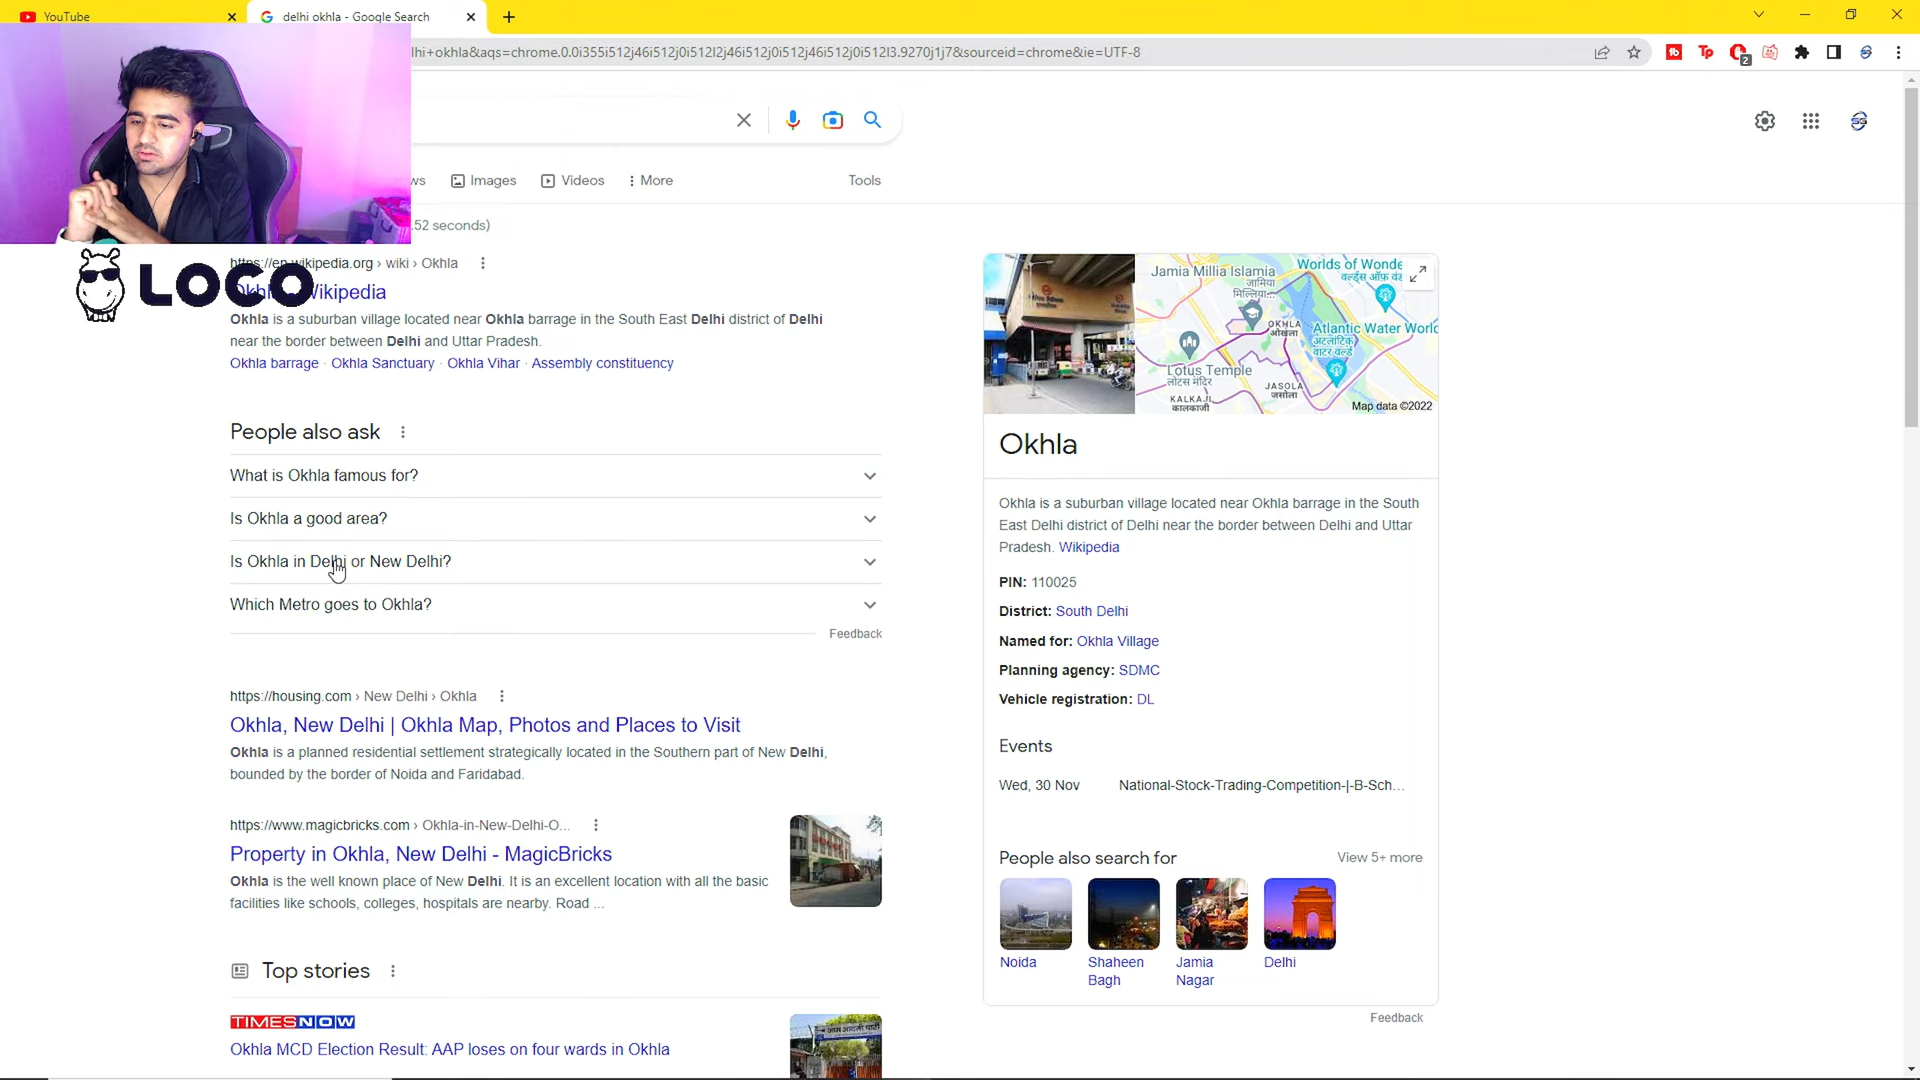 YouTube
delhi okhla - Google Search
hi+okhla&aqs=chrome.0.0i355i512j46i512j0i512l2j46i512j0i512j46i512j0i512l3.9270j1j7&sourceid=chrome&ie=UTF-8
2
ws
Images
Videos
More
Tools
.52 seconds)
LOCO
https://en.wikipedia.org › wiki › Okhla
Wikipedia
Okhla is a suburban village located near Okhla barrage in the South East Delhi district of Delhi
near the border between Delhi and Uttar Pradesh.
Okhla barrage · Okhla Sanctuary · Okhla Vihar · Assembly constituency
People also ask
What is Okhla famous for?
Is Okhla a good area?
Is Okhla in Delhi or New Delhi?
Which Metro goes to Okhla?
Feedback
https://housing.com › New Delhi › Okhla
Okhla, New Delhi | Okhla Map, Photos and Places to Visit
Okhla is a planned residential settlement strategically located in the Southern part of New Delhi,
bounded by the border of Noida and Faridabad.
https://www.magicbricks.com › Okhla-in-New-Delhi-O...
Property in Okhla, New Delhi - MagicBricks
Okhla is the well known place of New Delhi. It is an excellent location with all the basic
facilities like schools, colleges, hospitals are nearby. Road ...
Top stories
TIMES NOW
Okhla MCD Election Result: AAP loses on four wards in Okhla
Jamia Millia Islamia
जामिया
मिल्लिया...
Worlds of Wonde
OKHLA
ओखला
Atlantic Water World
अटलांटिक
वाटर वर्ल्ड
Lotus Temple
लोटस मंदिर
JASOLA
जसोला
KALKAJI
कालकाजी
Map data ©2022
Okhla
Okhla is a suburban village located near Okhla barrage in the South
East Delhi district of Delhi near the border between Delhi and Uttar
Pradesh. Wikipedia
PIN: 110025
District: South Delhi
Named for: Okhla Village
Planning agency: SDMC
Vehicle registration: DL
Events
Wed, 30 Nov
National-Stock-Trading-Competition-|-B-Sch...
People also search for
View 5+ more
Noida
Shaheen
Bagh
Jamia
Nagar
Delhi
Feedback